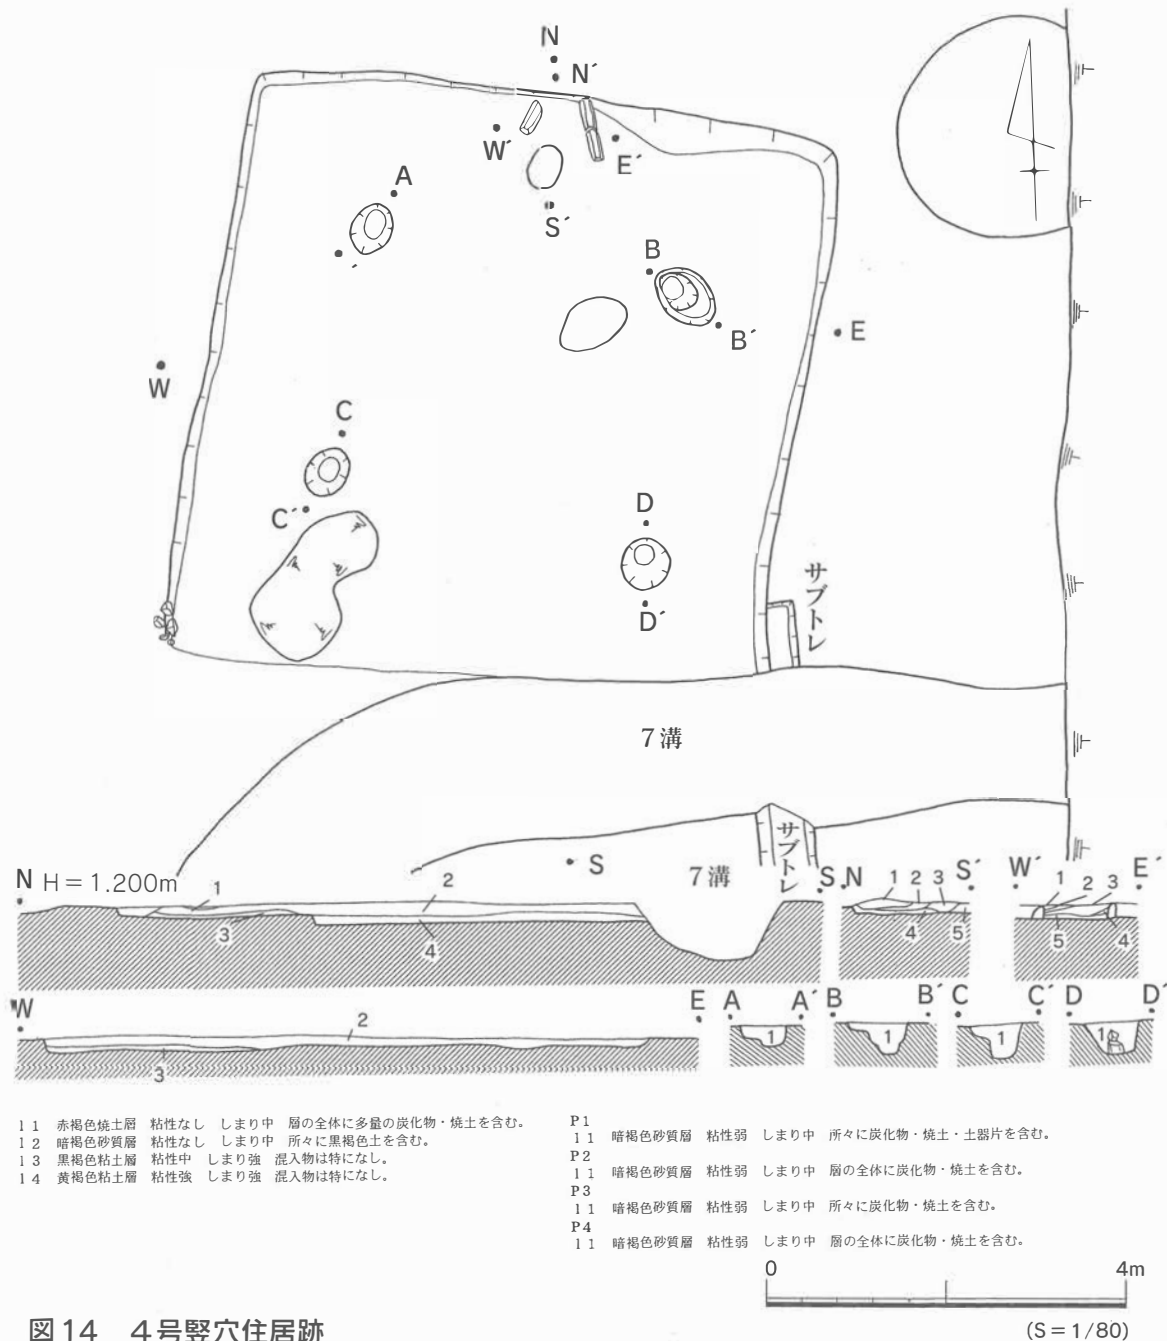 N
N´
W´
E´
A
S´
´
B
B´
E
W
C
C´
D
D´
サブトレ
7溝
サブトレ
S
7溝
N H=1.200m
1
2
3
4
S
N
1 2 3
S´
4 5
W´
1
2
3
E´
5
4
W
2
E
3
A
A´
1
B
B´
1
C
C´
1
D
D´
1
11 赤褐色焼土層 粘性なし しまり中 層の全体に多量の炭化物・焼土を含む。
12 暗褐色砂質層 粘性なし しまり中 所々に黒褐色土を含む。
13 黒褐色粘土層 粘性中 しまり強 混入物は特になし。
14 黄褐色粘土層 粘性強 しまり強 混入物は特になし。
P1
11 暗褐色砂質層 粘性弱 しまり中 所々に炭化物・焼土・土器片を含む。
P2
11 暗褐色砂質層 粘性弱 しまり中 層の全体に炭化物・焼土を含む。
P3
11 暗褐色砂質層 粘性弱 しまり中 所々に炭化物・焼土を含む。
P4
11 暗褐色砂質層 粘性弱 しまり中 層の全体に炭化物・焼土を含む。
0 4m
(S=1/80)
図14 4号竪穴住居跡